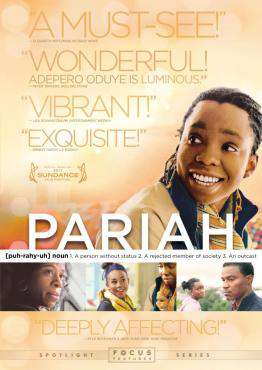 "A MUST-SEE!"
"WONDERFUL!
ADEPERO ODUYE IS LUMINOUS."
"VIBRANT!"
"EXQUISITE!"
SUNDANCE
PARIAH
[puh-rahy-uh] noun 1. A person without status 2. A rejected member of society 3. An outcast
"DEEPLY AFFECTING!"
SPOTLIGHT FOCUS SERIES
FEATURES